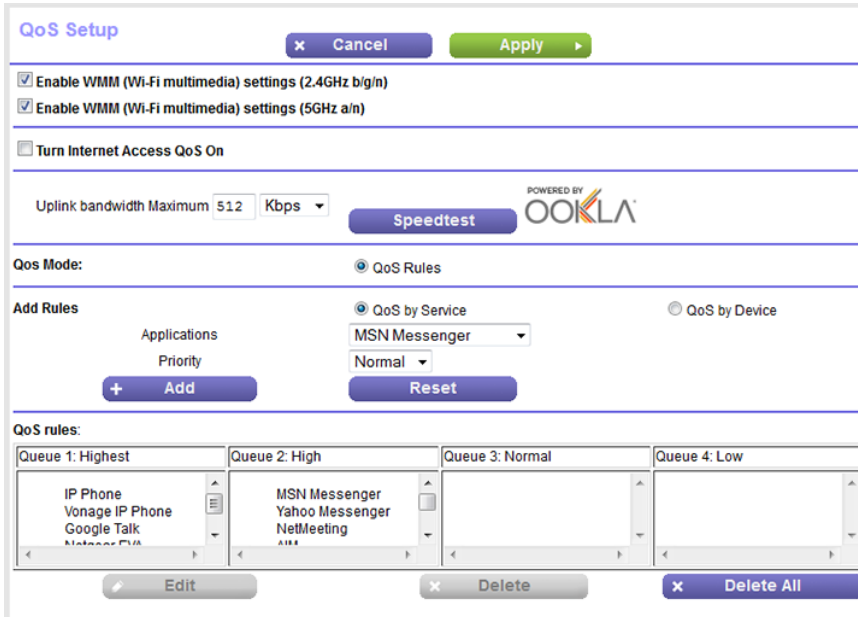 QoS Setup
Cancel Apply
Enable WMM (Wi-Fi multimedia) settings (2.4GHz b/g/n)
Enable WMM (Wi-Fi multimedia) settings (5GHz a/n)
Turn Internet Access QoS On
Uplink bandwidth Maximum 512 Kbps Speedtest POWERED BY OOKLA
Qos Mode: QoS Rules
Add Rules QoS by Service QoS by Device
Applications MSN Messenger
Priority Normal
+ Add Reset
QoS rules:
Queue 1: Highest Queue 2: High Queue 3: Normal Queue 4: Low
IP Phone MSN Messenger
Vonage IP Phone Yahoo Messenger
Google Talk NetMeeting
Netgear EVA AIM
Edit Delete Delete All